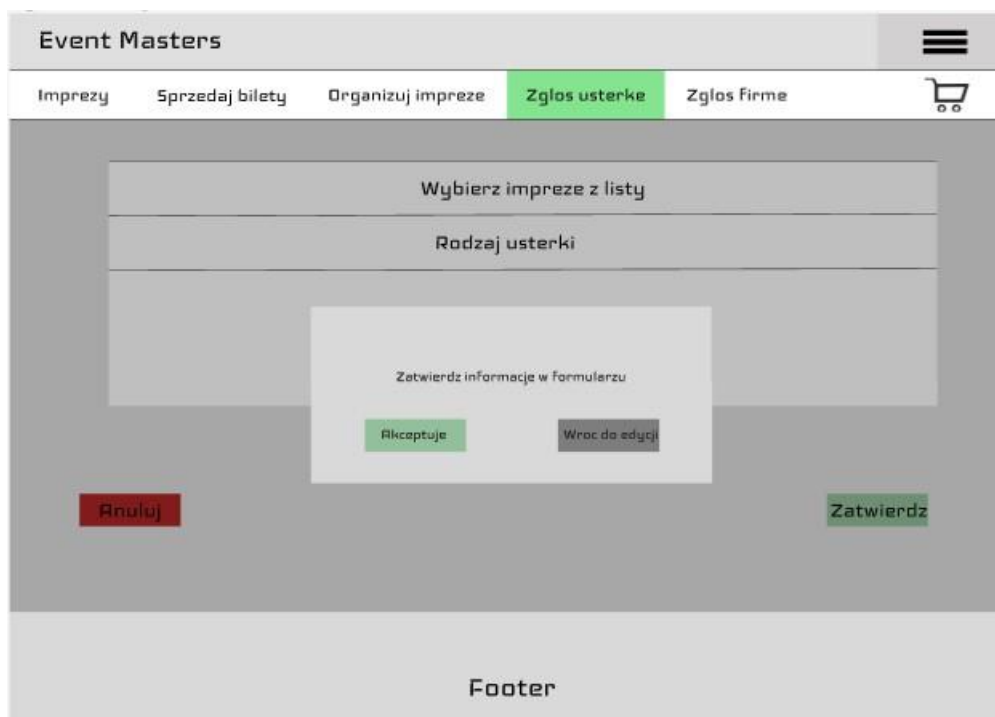 Event Masters
Imprezy Sprzedaj bilety Organizuj impreze Zglos usterke Zglos firme
Wybierz impreze z listy
Rodzaj usterki
Zatwierdz informacje w formularzu
Akceptuje Wroc do edycji
Anuluj Zatwierdz
Footer